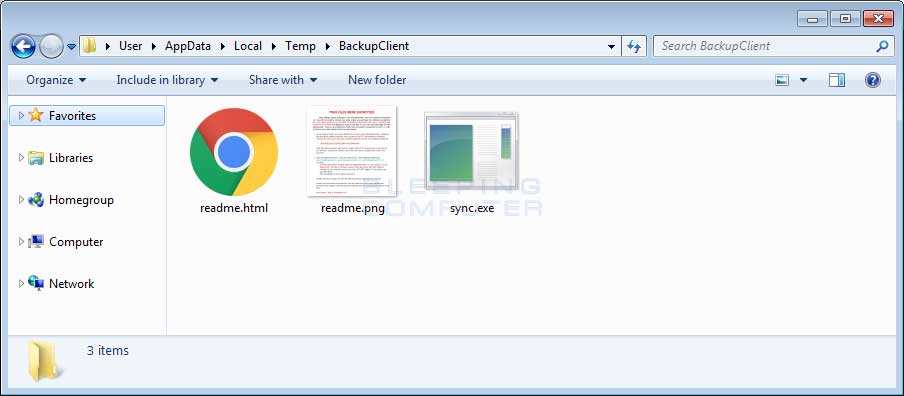 User AppData Local Temp BackupClient Search BackupClient
Organize Include in library Share with New folder
Favorites
Libraries
Homegroup
Computer
Network
YOUR FILES WERE ENCRYPTED
readme.html readme.png sync.exe
BLEEPING
COMPUTER
3 items